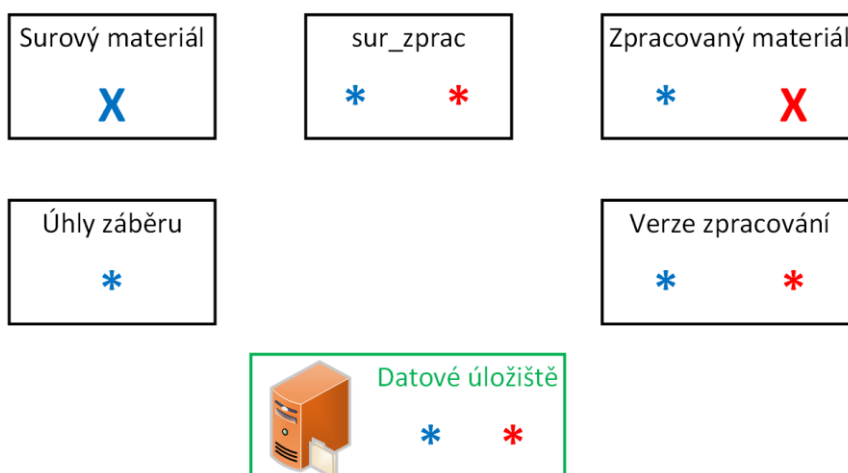 Surový materiál
X
sur_zprac
* *
Zpracovaný materiál
* X
Úhly záběru
*
Verze zpracování
* *
Datové úložiště
* *